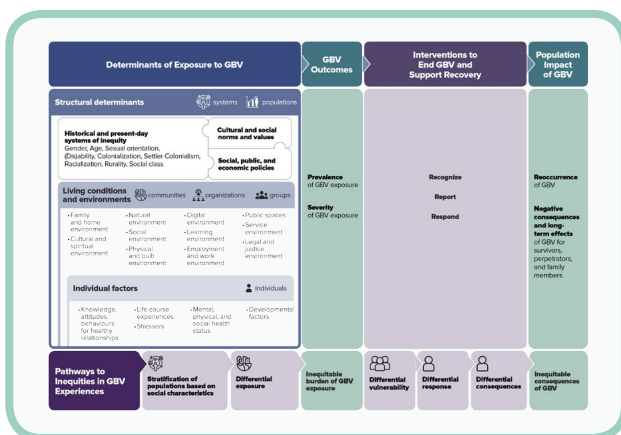 Determinants of Exposure to GBV
GBV
Outcomes
Interventions to
End GBV and
Support Recovery
Population
Impact
of GBV
Structural determinants
systems
populations
Historical and present-day
systems of inequity
Gender, Age, Sexual orientation,
(Dis)ability, Colonialization, Settler Colonialism,
Racialization, Rurality, Social class
Cultural and social
norms and values
Social, public, and
economic policies
Living conditions
and environments
communities
organizations
groups
•Family
and home
environment
•Cultural and
spiritual
environment
•Natural
environment
•Social
environment
•Physical
and built
environment
•Digital
environment
•Learning
environment
•Employment
and work
environment
•Public spaces
•Service
environment
•Legal and
justice
environment
Individual factors
individuals
•Knowledge,
attitudes,
behaviours
for healthy
relationships
•Life course
experiences
•Stressors
•Mental,
physical, and
social health
status
•Developmental
factors
Prevalence
of GBV exposure
Severity
of GBV exposure
Recognize
Report
Respond
Reoccurrence
of GBV
Negative
consequences
and long-
term effects
of GBV for
survivors,
perpetrators,
and family
members
Pathways to
Inequities in GBV
Experiences
Stratification of
populations based on
social characteristics
Differential
exposure
Inequitable
burden of GBV
exposure
Differential
vulnerability
Differential
response
Differential
consequences
Inequitable
consequences
of GBV